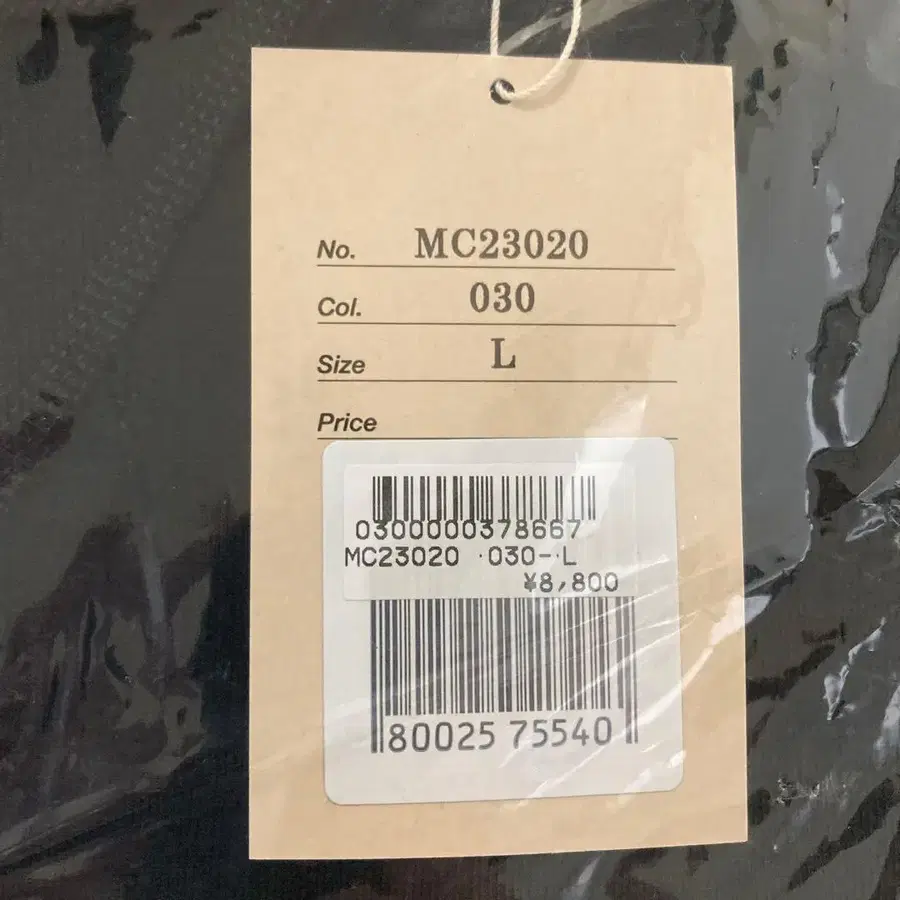 No. MC23020
Col. 030
Size L
Price
0300000378667
MC23020 ·030-·L
¥8,800
80025 75540